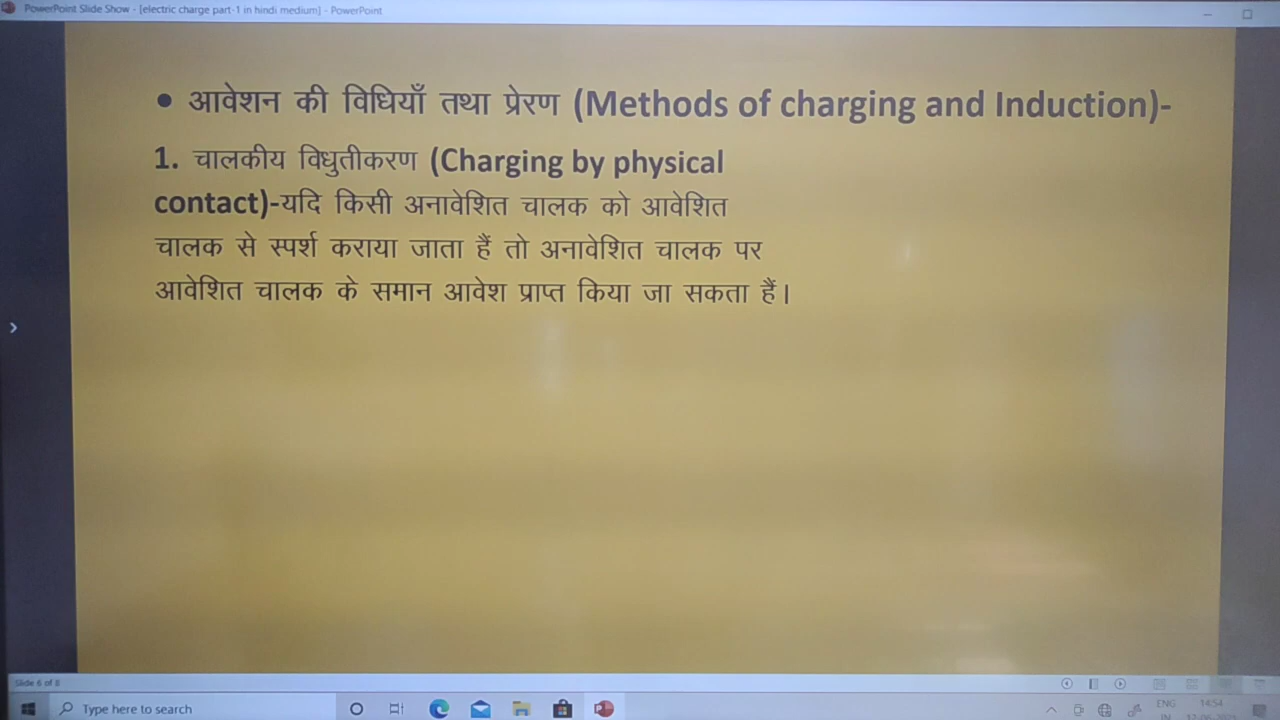 PowerPoint Slide Show - [electric charge part-1 in hindi medium] - PowerPoint
• आवेशन की विधियाँ तथा प्रेरण (Methods of charging and Induction)-
1. चालकीय विधुतीकरण (Charging by physical
contact)-यदि किसी अनावेशित चालक को आवेशित
चालक से स्पर्श कराया जाता हैं तो अनावेशित चालक पर
आवेशित चालक के समान आवेश प्राप्त किया जा सकता हैं।
Slide 6 of 8
Type here to search
ENG
IN
14:54